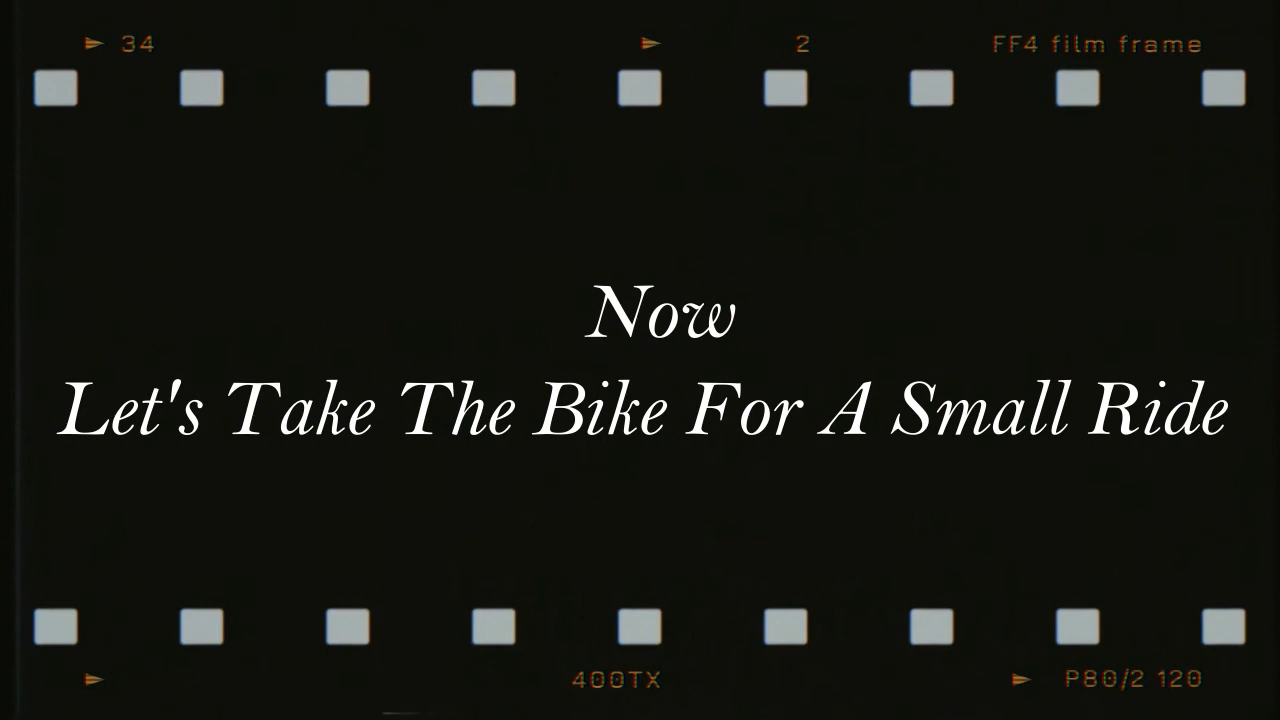 34 2 FF4 film frame
Now
Let's Take The Bike For A Small Ride
400TX P80/2 120